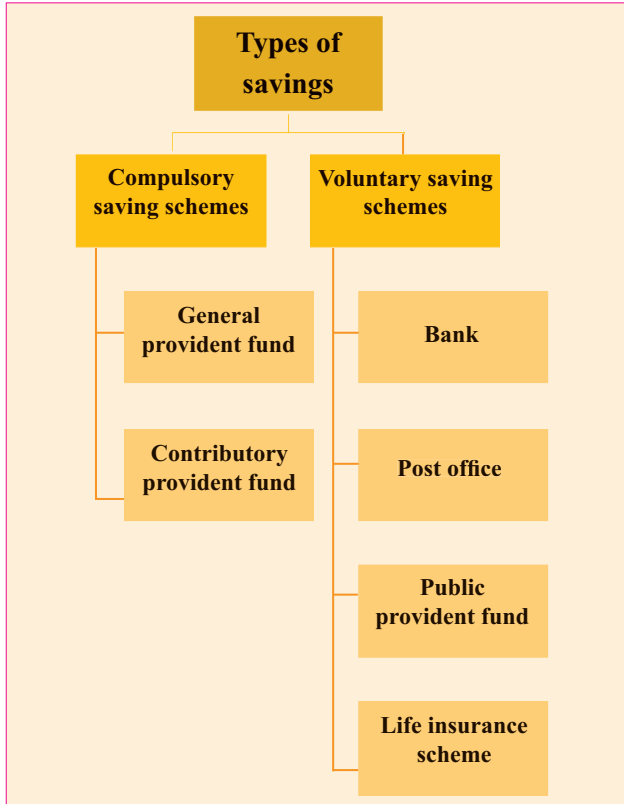 Types of
savings
Compulsory
saving schemes
General
provident fund
Contributory
provident fund
Voluntary saving
schemes
Bank
Post office
Public
provident fund
Life insurance
scheme